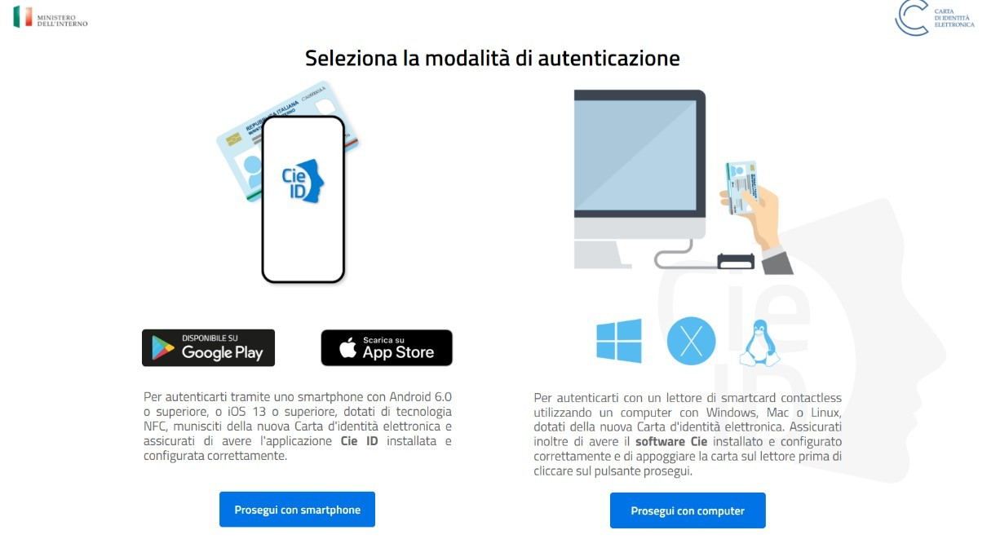 MINISTERO
DELL'INTERNO
CARTA
DI IDENTITÀ
ELETTRONICA
Seleziona la modalità di autenticazione
REPUBBLICA ITALIANA
Cie
ID
DISPONIBILE SU
Google Play
Scarica su
App Store
Per autenticarti tramite uno smartphone con Android 6.0
o superiore, o iOS 13 o superiore, dotati di tecnologia
NFC, munisciti della nuova Carta d'identità elettronica e
assicurati di avere l'applicazione Cie ID installata e
configurata correttamente.
Prosegui con smartphone
Cie
ID
Per autenticarti con un lettore di smartcard contactless
utilizzando un computer con Windows, Mac o Linux,
dotati della nuova Carta d'identità elettronica. Assicurati
inoltre di avere il software Cie installato e configurato
correttamente e di appoggiare la carta sul lettore prima di
cliccare sul pulsante prosegui.
Prosegui con computer